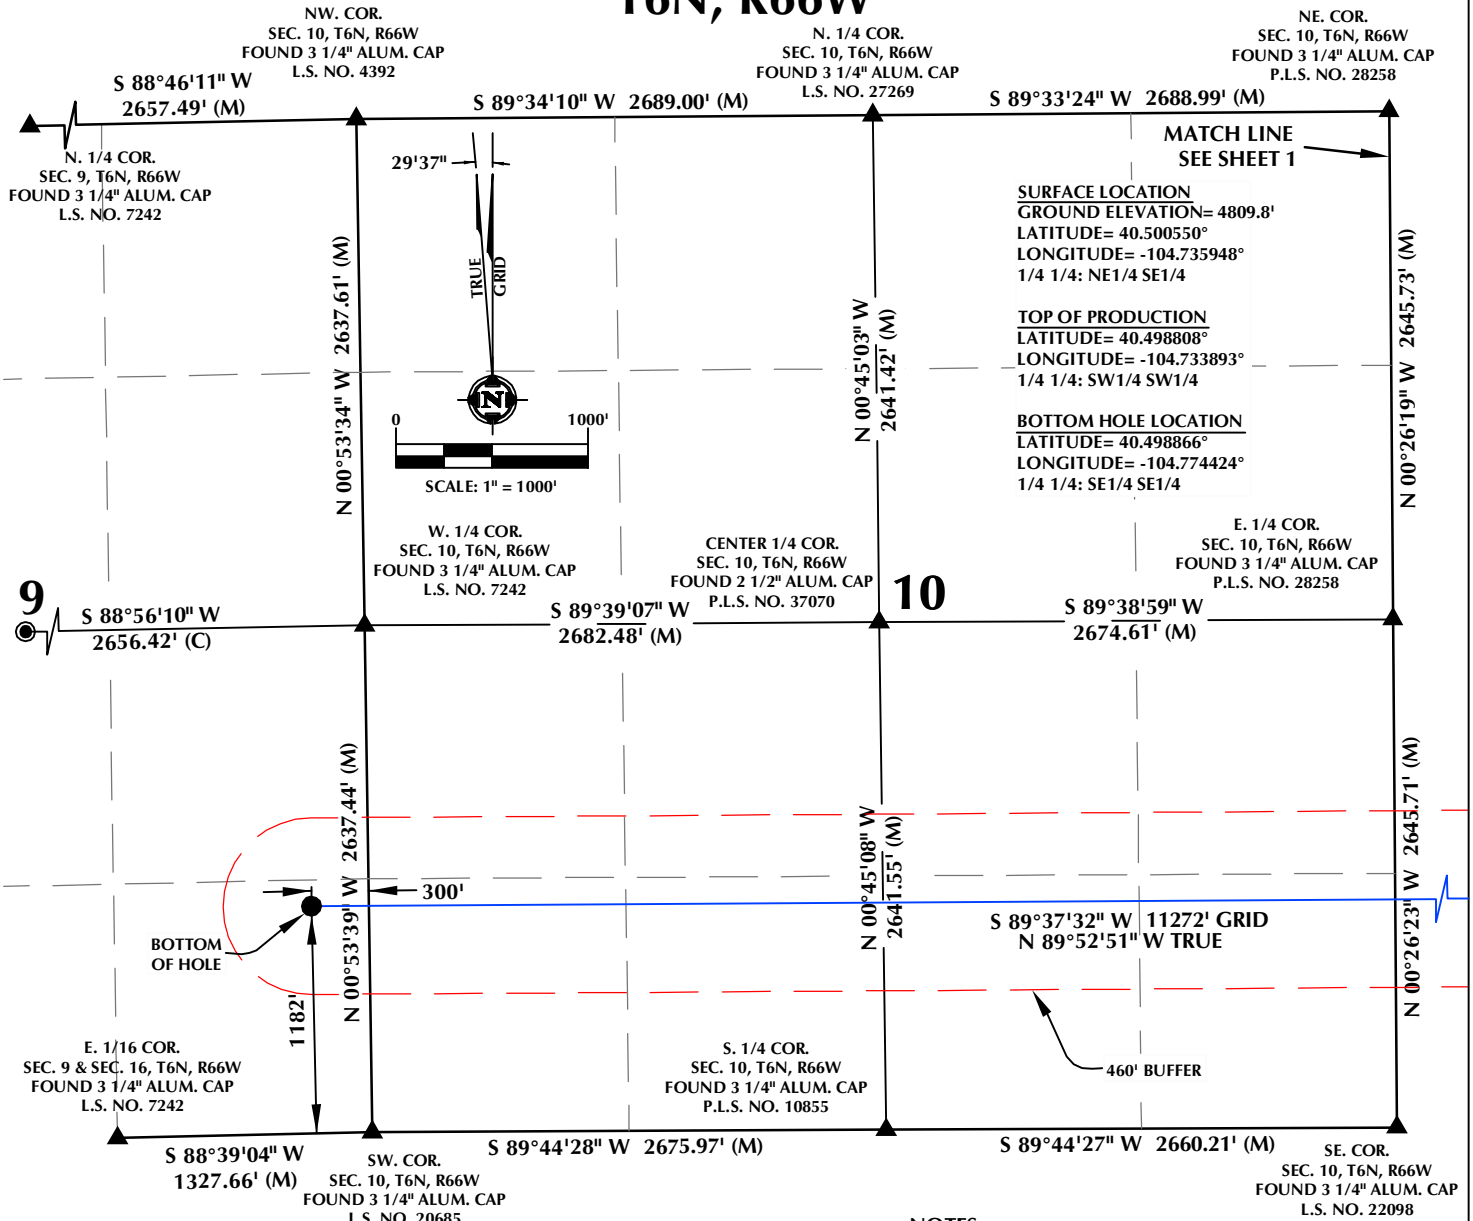 T6N, R66W
NW. COR.
SEC. 10, T6N, R66W
FOUND 3 1/4" ALUM. CAP
L.S. NO. 4392
N. 1/4 COR.
SEC. 10, T6N, R66W
FOUND 3 1/4" ALUM. CAP
L.S. NO. 27269
NE. COR.
SEC. 10, T6N, R66W
FOUND 3 1/4" ALUM. CAP
P.L.S. NO. 28258
S 88°46'11" W
2657.49' (M)
S 89°34'10" W 2689.00' (M)
S 89°33'24" W 2688.99' (M)
MATCH LINE
SEE SHEET 1
N. 1/4 COR.
SEC. 9, T6N, R66W
FOUND 3 1/4" ALUM. CAP
L.S. NO. 7242
29'37"
TRUE
GRID
N
0 1000'
SCALE: 1" = 1000'
SURFACE LOCATION
GROUND ELEVATION= 4809.8'
LATITUDE= 40.500550°
LONGITUDE= -104.735948°
1/4 1/4: NE1/4 SE1/4
TOP OF PRODUCTION
LATITUDE= 40.498808°
LONGITUDE= -104.733893°
1/4 1/4: SW1/4 SW1/4
BOTTOM HOLE LOCATION
LATITUDE= 40.498866°
LONGITUDE= -104.774424°
1/4 1/4: SE1/4 SE1/4
N 00°53'34" W 2637.61' (M)
N 00°45'03" W
2641.42' (M)
N 00°26'19" W 2645.73' (M)
W. 1/4 COR.
SEC. 10, T6N, R66W
FOUND 3 1/4" ALUM. CAP
L.S. NO. 7242
CENTER 1/4 COR.
SEC. 10, T6N, R66W
FOUND 2 1/2" ALUM. CAP
P.L.S. NO. 37070
E. 1/4 COR.
SEC. 10, T6N, R66W
FOUND 3 1/4" ALUM. CAP
P.L.S. NO. 28258
9
10
S 88°56'10" W
2656.42' (C)
S 89°39'07" W
2682.48' (M)
S 89°38'59" W
2674.61' (M)
N 00°53'39" W 2637.44' (M)
N 00°45'08" W
2641.55' (M)
N 00°26'23" W 2645.71' (M)
300'
BOTTOM
OF HOLE
1182'
S 89°37'32" W 11272' GRID
N 89°52'51" W TRUE
460' BUFFER
E. 1/16 COR.
SEC. 9 & SEC. 16, T6N, R66W
FOUND 3 1/4" ALUM. CAP
L.S. NO. 7242
S. 1/4 COR.
SEC. 10, T6N, R66W
FOUND 3 1/4" ALUM. CAP
P.L.S. NO. 10855
S 88°39'04" W
1327.66' (M)
S 89°44'28" W 2675.97' (M)
S 89°44'27" W 2660.21' (M)
SW. COR.
SEC. 10, T6N, R66W
FOUND 3 1/4" ALUM. CAP
L.S. NO. 20685
SE. COR.
SEC. 10, T6N, R66W
FOUND 3 1/4" ALUM. CAP
L.S. NO. 22098
NOTES